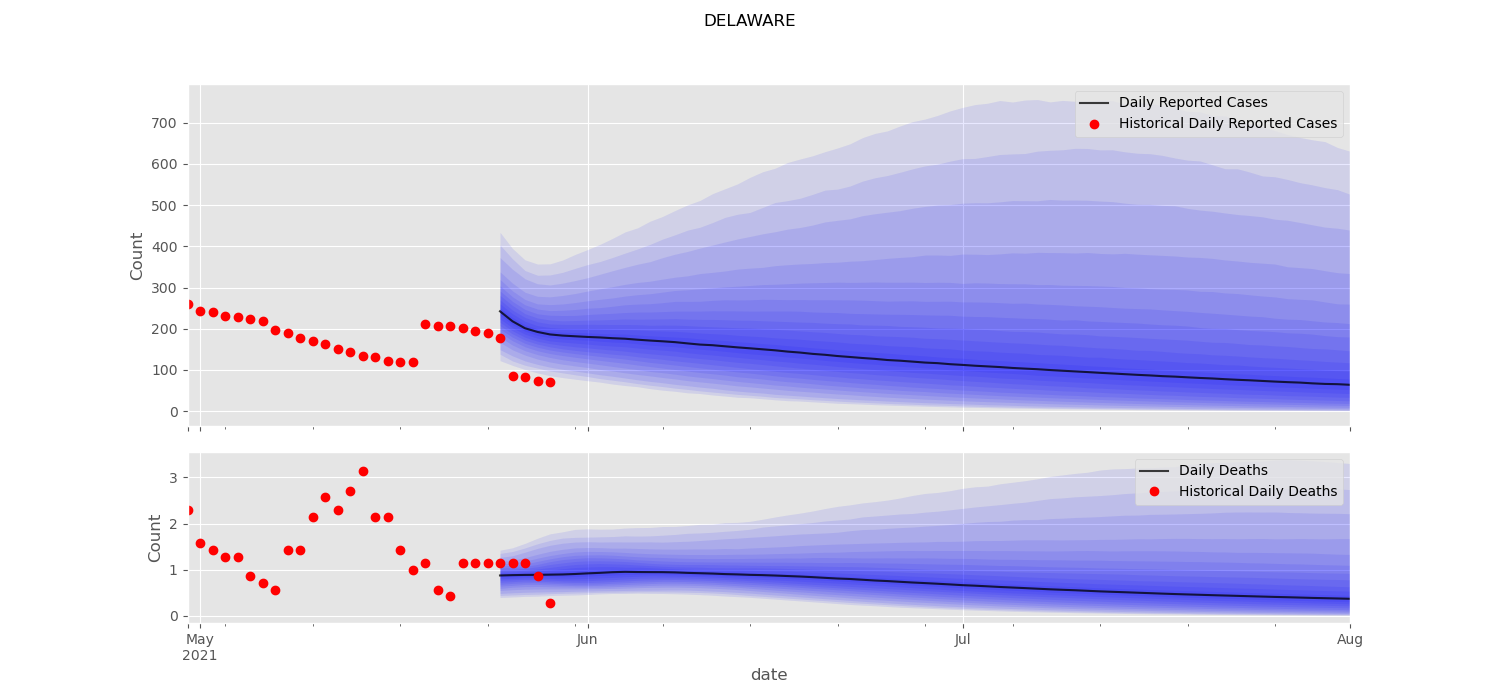 DELAWARE
Daily Reported Cases
Historical Daily Reported Cases
700
600
500
400
300
200
100
0
Count
Daily Deaths
Historical Daily Deaths
3
2
1
0
Count
May
2021
Jun
Jul
Aug
date